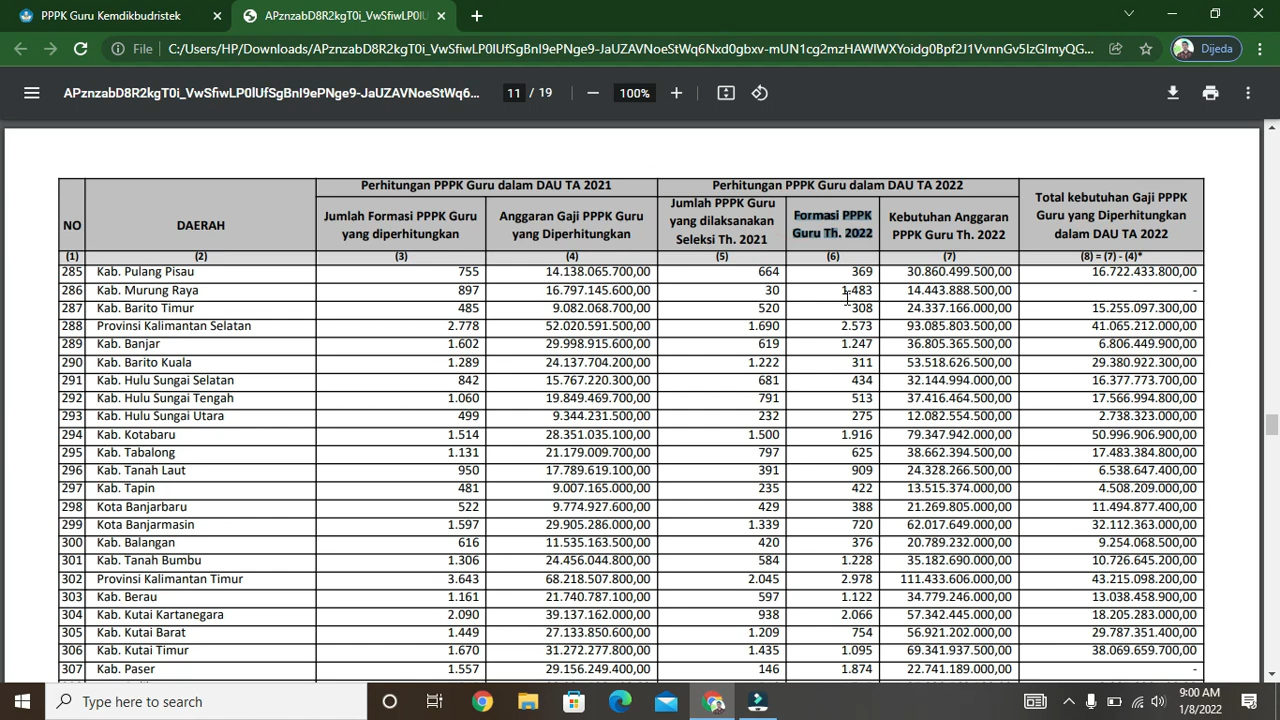 PPPK Guru Kemdikbudristek
APznzabD8R2kgT0i_VwSfiwLP0lU
File
C:/Users/HP/Downloads/APznzabD8R2kgT0i_VwSfiwLP0lUfSgBnI9ePNge9-JaUZAVNoeStWq6Nxd0gbxv-mUN1cg2mzHAWlWXYoidg0Bpf2J1VvnnGv5IzGlmyQG...
Dijeda
APznzabD8R2kgT0i_VwSfiwLP0lUfSgBnI9ePNge9-JaUZAVNoeStWq6...
11 / 19
100%
NO
DAERAH
Perhitungan PPPK Guru dalam DAU TA 2021
Perhitungan PPPK Guru dalam DAU TA 2022
Total kebutuhan Gaji PPPK
Guru yang Diperhitungkan
dalam DAU TA 2022
Jumlah Formasi PPPK Guru
yang diperhitungkan
Anggaran Gaji PPPK Guru
yang Diperhitungkan
Jumlah PPPK Guru
yang dilaksanakan
Seleksi Th. 2021
Formasi PPPK
Guru Th. 2022
Kebutuhan Anggaran
PPPK Guru Th. 2022
(1) (2) (3) (4) (5) (6) (7) (8) = (7) - (4)*
285 Kab. Pulang Pisau 755 14.138.065.700,00 664 369 30.860.499.500,00 16.722.433.800,00
286 Kab. Murung Raya 897 16.797.145.600,00 30 1.483 14.443.888.500,00 -
287 Kab. Barito Timur 485 9.082.068.700,00 520 308 24.337.166.000,00 15.255.097.300,00
288 Provinsi Kalimantan Selatan 2.778 52.020.591.500,00 1.690 2.573 93.085.803.500,00 41.065.212.000,00
289 Kab. Banjar 1.602 29.998.915.600,00 619 1.247 36.805.365.500,00 6.806.449.900,00
290 Kab. Barito Kuala 1.289 24.137.704.200,00 1.222 311 53.518.626.500,00 29.380.922.300,00
291 Kab. Hulu Sungai Selatan 842 15.767.220.300,00 681 434 32.144.994.000,00 16.377.773.700,00
292 Kab. Hulu Sungai Tengah 1.060 19.849.469.700,00 791 513 37.416.464.500,00 17.566.994.800,00
293 Kab. Hulu Sungai Utara 499 9.344.231.500,00 232 275 12.082.554.500,00 2.738.323.000,00
294 Kab. Kotabaru 1.514 28.351.035.100,00 1.500 1.916 79.347.942.000,00 50.996.906.900,00
295 Kab. Tabalong 1.131 21.179.009.700,00 797 625 38.662.394.500,00 17.483.384.800,00
296 Kab. Tanah Laut 950 17.789.619.100,00 391 909 24.328.266.500,00 6.538.647.400,00
297 Kab. Tapin 481 9.007.165.000,00 235 422 13.515.374.000,00 4.508.209.000,00
298 Kota Banjarbaru 522 9.774.927.600,00 429 388 21.269.805.000,00 11.494.877.400,00
299 Kota Banjarmasin 1.597 29.905.286.000,00 1.339 720 62.017.649.000,00 32.112.363.000,00
300 Kab. Balangan 616 11.535.163.500,00 420 376 20.789.232.000,00 9.254.068.500,00
301 Kab. Tanah Bumbu 1.306 24.456.044.800,00 584 1.228 35.182.690.000,00 10.726.645.200,00
302 Provinsi Kalimantan Timur 3.643 68.218.507.800,00 2.045 2.978 111.433.606.000,00 43.215.098.200,00
303 Kab. Berau 1.161 21.740.787.100,00 597 1.122 34.779.246.000,00 13.038.458.900,00
304 Kab. Kutai Kartanegara 2.090 39.137.162.000,00 938 2.066 57.342.445.000,00 18.205.283.000,00
305 Kab. Kutai Barat 1.449 27.133.850.600,00 1.209 754 56.921.202.000,00 29.787.351.400,00
306 Kab. Kutai Timur 1.670 31.272.277.800,00 1.435 1.095 69.341.937.500,00 38.069.659.700,00
307 Kab. Paser 1.557 29.156.249.400,00 146 1.874 22.741.189.000,00 -
Type here to search
9:00 AM
1/8/2022